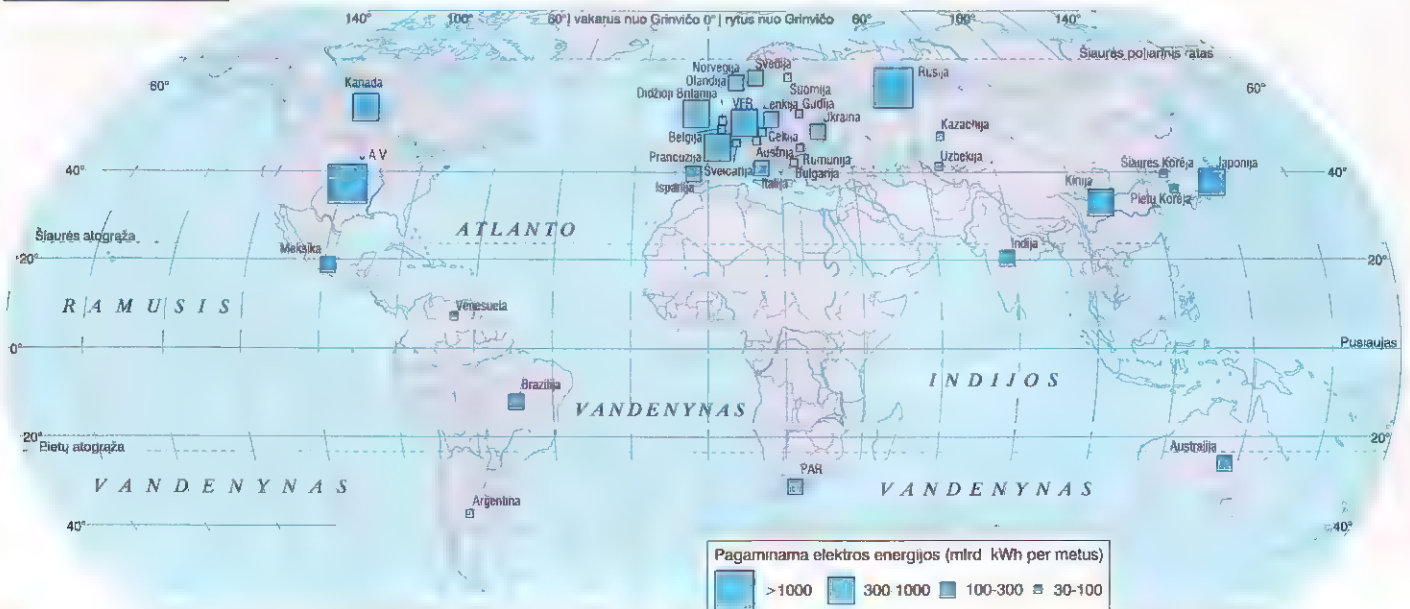 140° 100° 60° vakarus nuo Grinvičo 0° rytus nuo Grinvičo 80° 100° 140°
Šiaurės poliarinis ratas
60° 60°
Kanada
Norvegija
Švedija
Olandija
Suomija
Rusija
Didžioji Britanija
VFR
Lenkija
Gudija
Ukraina
Belgija
Čekija
Kazachija
Prancūzija
Austrija
Rumunija
Uzbekija
Šveicarija
Bulgarija
Ispanija
Italija
Šiaurės Korėja
Japonija
Kinija
Pietų Korėja
40° 40°
AV
ATLANTO
Šiaurės atogrąža
Meksika
Indija
20° 20°
RAMUSIS
Venesuela
0° Pusiaujas
Brazilija
INDIJOS
VANDENYNAS
20° 20°
Pietų atogrąža
Australija
PAR
VANDENYNAS
VANDENYNAS
Argentina
40° 40°
Pagaminama elektros energijos (mlrd kWh per metus)
>1000 300-1000 100-300 30-100